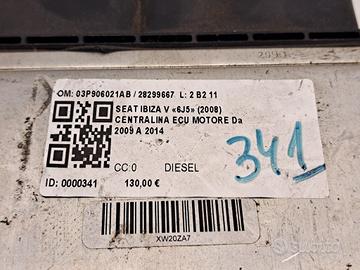 OM: 03P906021AB / 28299667 L: 2 B2 11
SEAT IBIZA V «6J5» (2008)
CENTRALINA ECU MOTORE Da
2009 A 2014
341
CC:0 DIESEL
ID: 0000341 130,00 €
XW20ZA7
subito